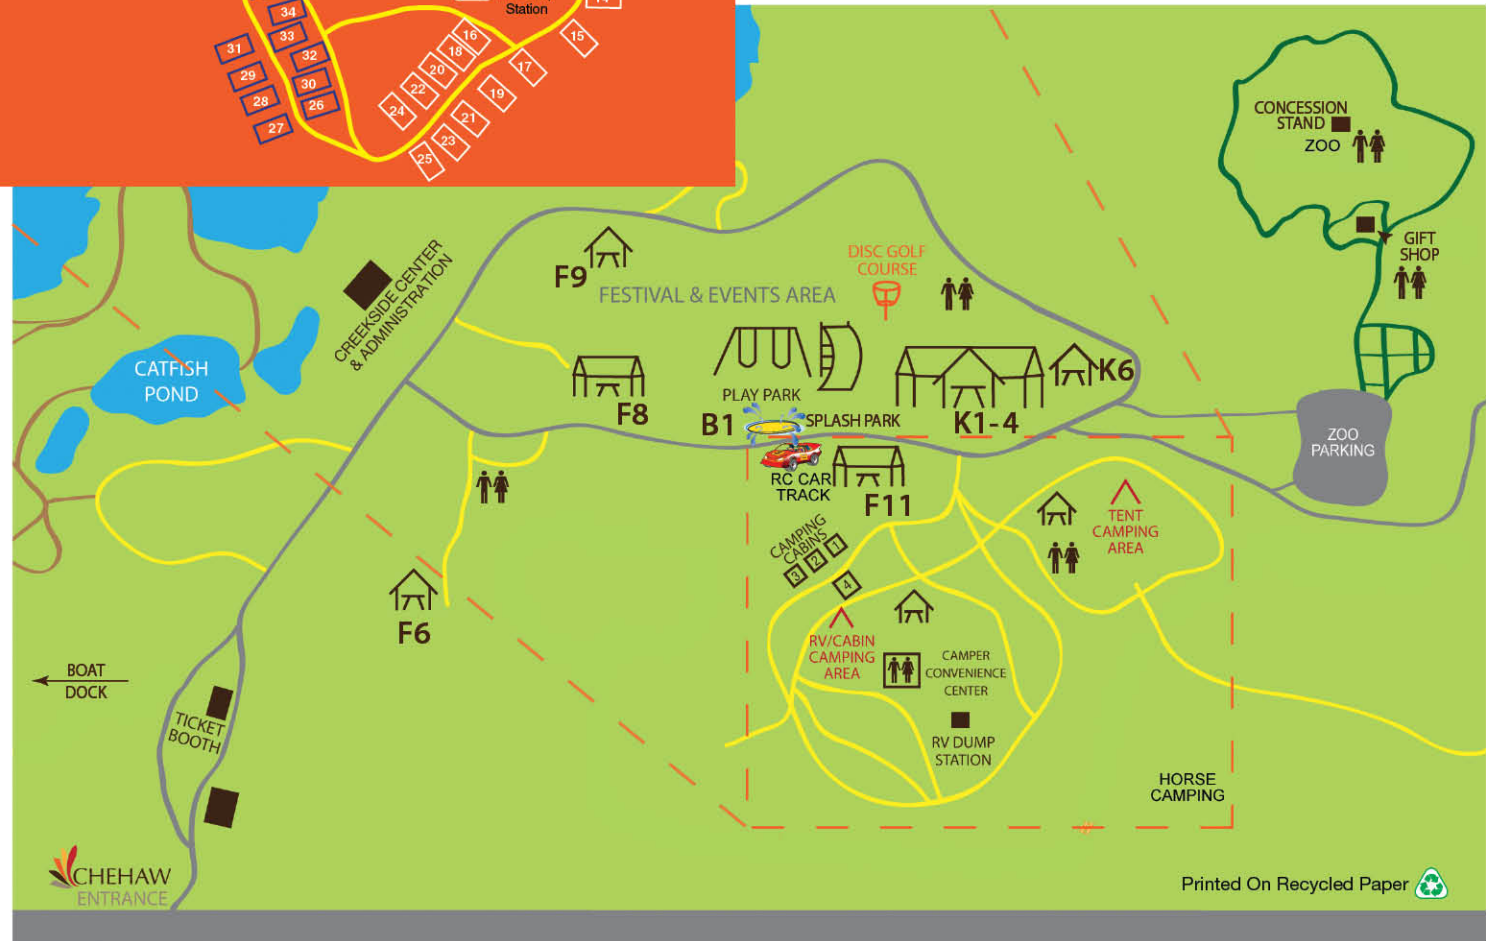 34
Station
33
31
32
29
30
28
26
27
16
15
18
20
17
22
19
24
21
23
25
CONCESSION
STAND
ZOO
GIFT
SHOP
CREEKSIDE CENTER
& ADMINISTRATION
F9
FESTIVAL & EVENTS AREA
DISC GOLF
COURSE
CATFISH
POND
PLAY PARK
K6
F8
B1
SPLASH PARK
K1-4
ZOO
PARKING
RC CAR
TRACK
F11
TENT
CAMPING
AREA
CAMPING
CABINS
1
2
3
4
F6
RV/CABIN
CAMPING
AREA
CAMPER
CONVENIENCE
CENTER
BOAT
DOCK
TICKET
BOOTH
RV DUMP
STATION
HORSE
CAMPING
CHEHAW
ENTRANCE
Printed On Recycled Paper